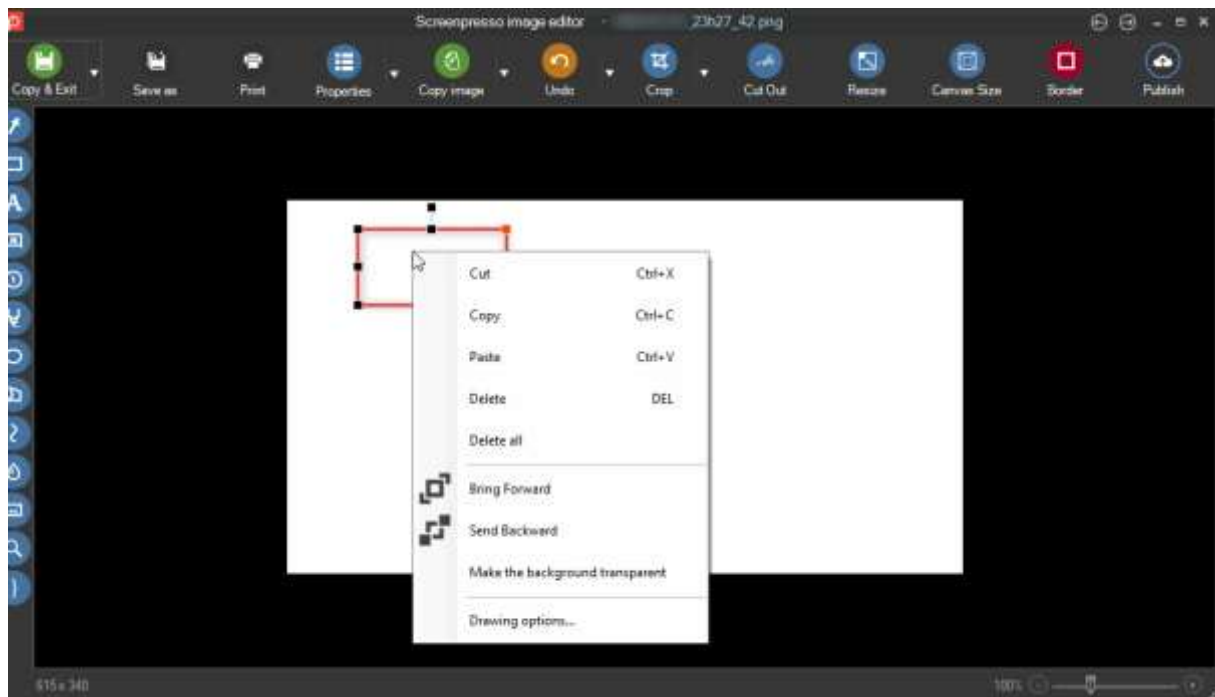 Screenpresso image editor - _23h27_42.png
Copy & Exit
Save as
Print
Properties
Copy image
Undo
Crop
Cut Out
Resize
Canvas Size
Border
Publish
A
Cut Ctrl+X
Copy Ctrl+C
Paste Ctrl+V
Delete DEL
Delete all
Bring Forward
Send Backward
Make the background transparent
Drawing options...
615 x 340
100%